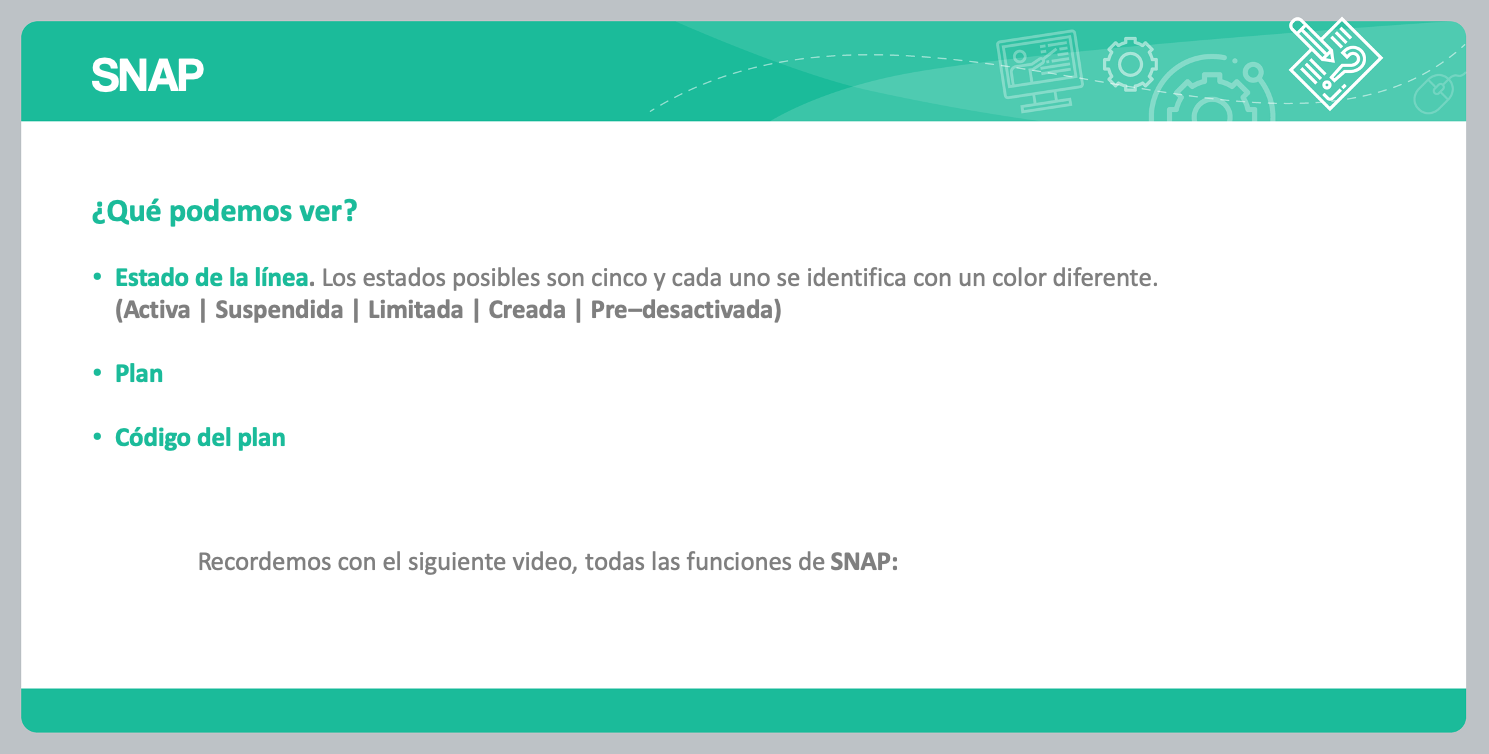 SNAP
¿Qué podemos ver?
• Estado de la línea. Los estados posibles son cinco y cada uno se identifica con un color diferente.
(Activa | Suspendida | Limitada | Creada | Pre–desactivada)
• Plan
• Código del plan
Recordemos con el siguiente video, todas las funciones de SNAP: